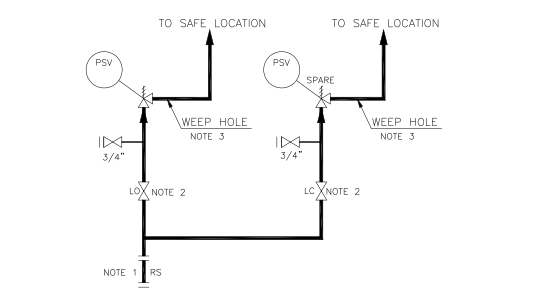 TO SAFE LOCATION
TO SAFE LOCATION
PSV
PSV
SPARE
WEEP HOLE
NOTE 3
WEEP HOLE
NOTE 3
3/4"
3/4"
LO NOTE 2
LC NOTE 2
NOTE 1 RS